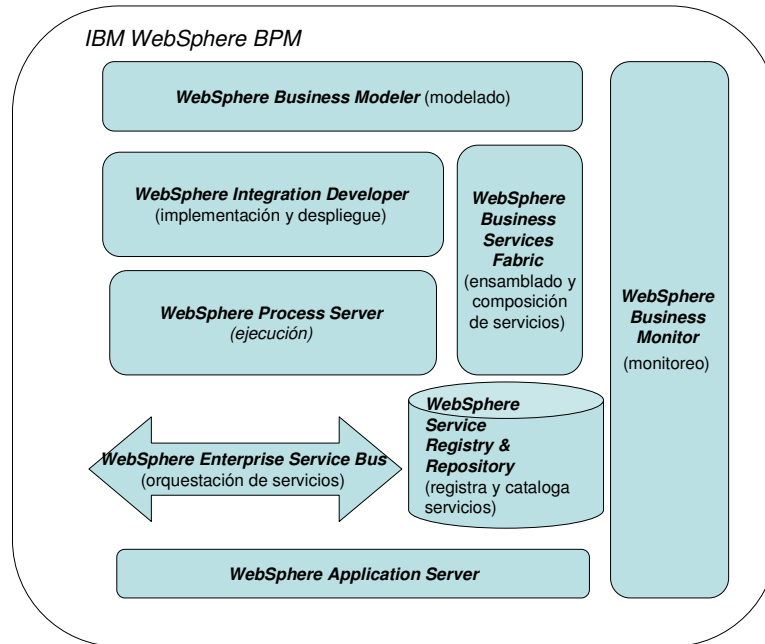 IBM WebSphere BPM
WebSphere Business Modeler (modelado)
WebSphere Integration Developer
(implementación y despliegue)
WebSphere
Business
Services
Fabric
(ensamblado y
composición
de servicios)
WebSphere Process Server
(ejecución)
WebSphere
Business
Monitor
(monitoreo)
WebSphere Enterprise Service Bus
(orquestación de servicios)
WebSphere
Service
Registry &
Repository
(registra y cataloga
servicios)
WebSphere Application Server